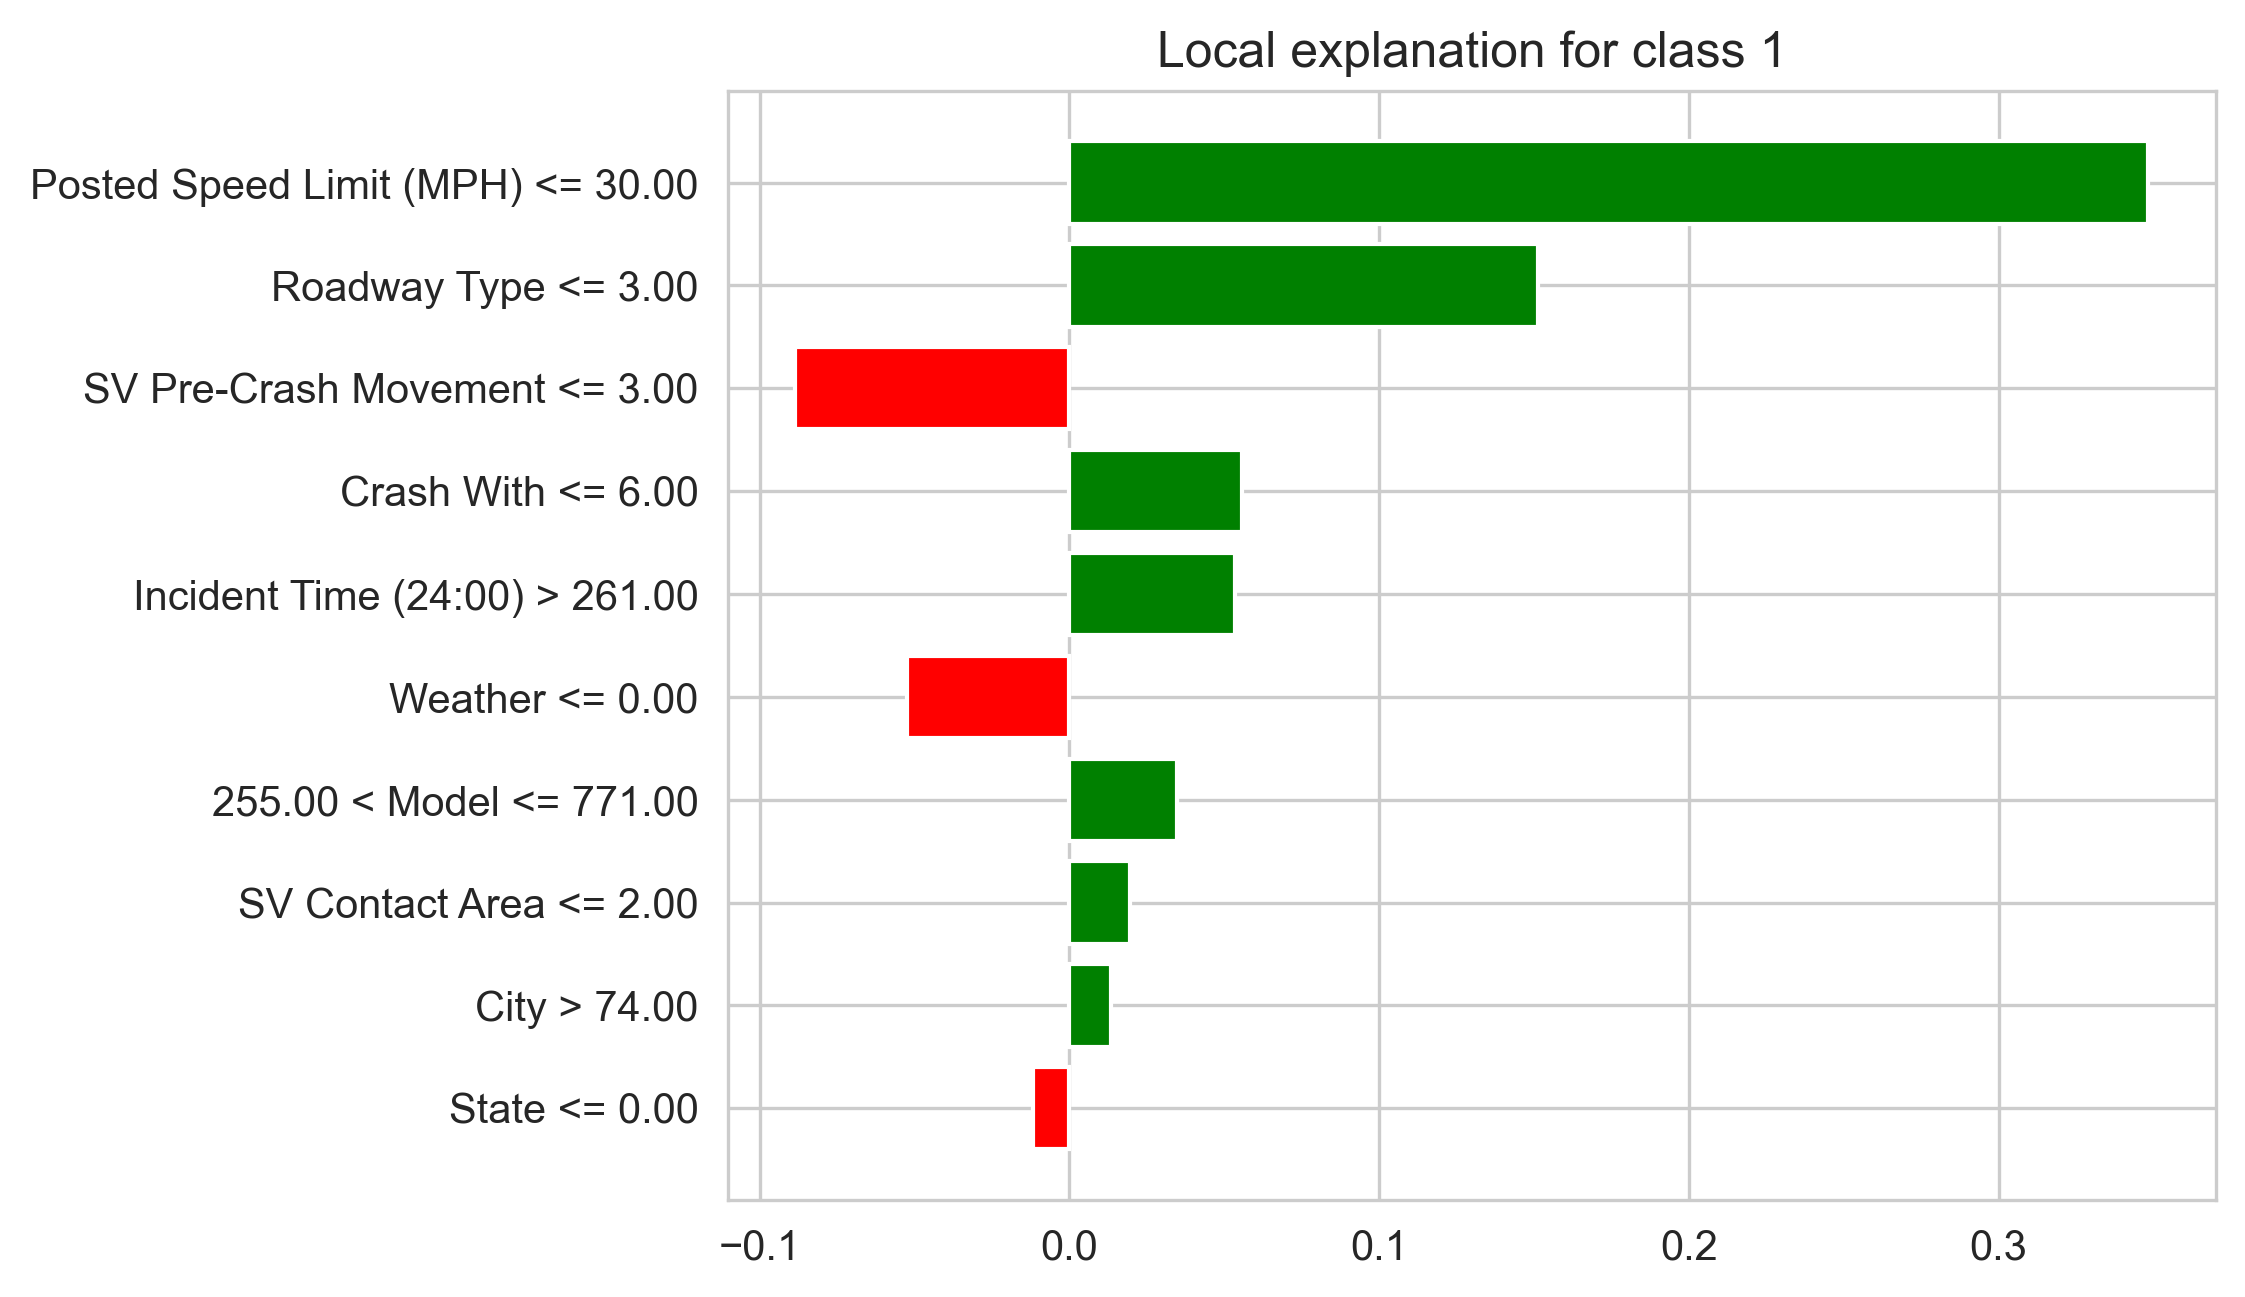 Local explanation for class 1
Posted Speed Limit (MPH) <= 30.00
Roadway Type <= 3.00
SV Pre-Crash Movement <= 3.00
Crash With <= 6.00
Incident Time (24:00) > 261.00
Weather <= 0.00
255.00 < Model <= 771.00
SV Contact Area <= 2.00
City > 74.00
State <= 0.00
−0.1 0.0 0.1 0.2 0.3